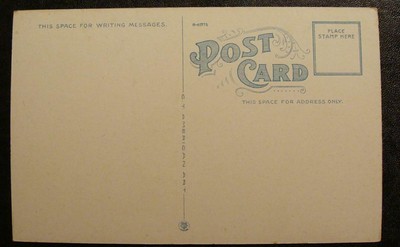 THIS SPACE FOR WRITING MESSAGES.
POST
CARD
THIS SPACE FOR ADDRESS ONLY.
PLACE
STAMP HERE